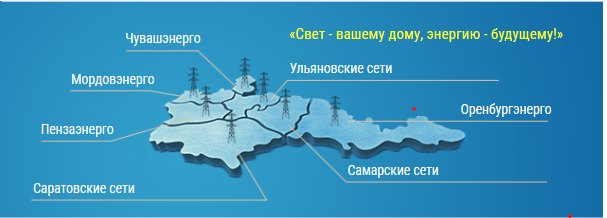 Чувашэнерго
«Свет - вашему дому, энергию - будущему!»
Мордовэнерго
Ульяновские сети
Пензаэнерго
Оренбургэнерго
Саратовские сети
Самарские сети